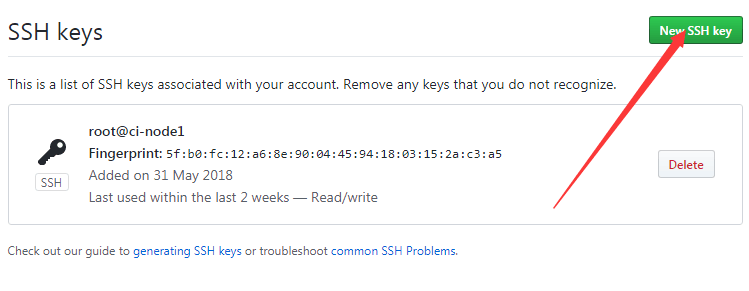 SSH keys
New SSH key
This is a list of SSH keys associated with your account. Remove any keys that you do not recognize.
root@ci-node1
Fingerprint: 5f:b0:fc:12:a6:8e:90:04:45:94:18:03:15:2a:c3:a5
SSH
Added on 31 May 2018
Last used within the last 2 weeks — Read/write
Delete
Check out our guide to generating SSH keys or troubleshoot common SSH Problems.